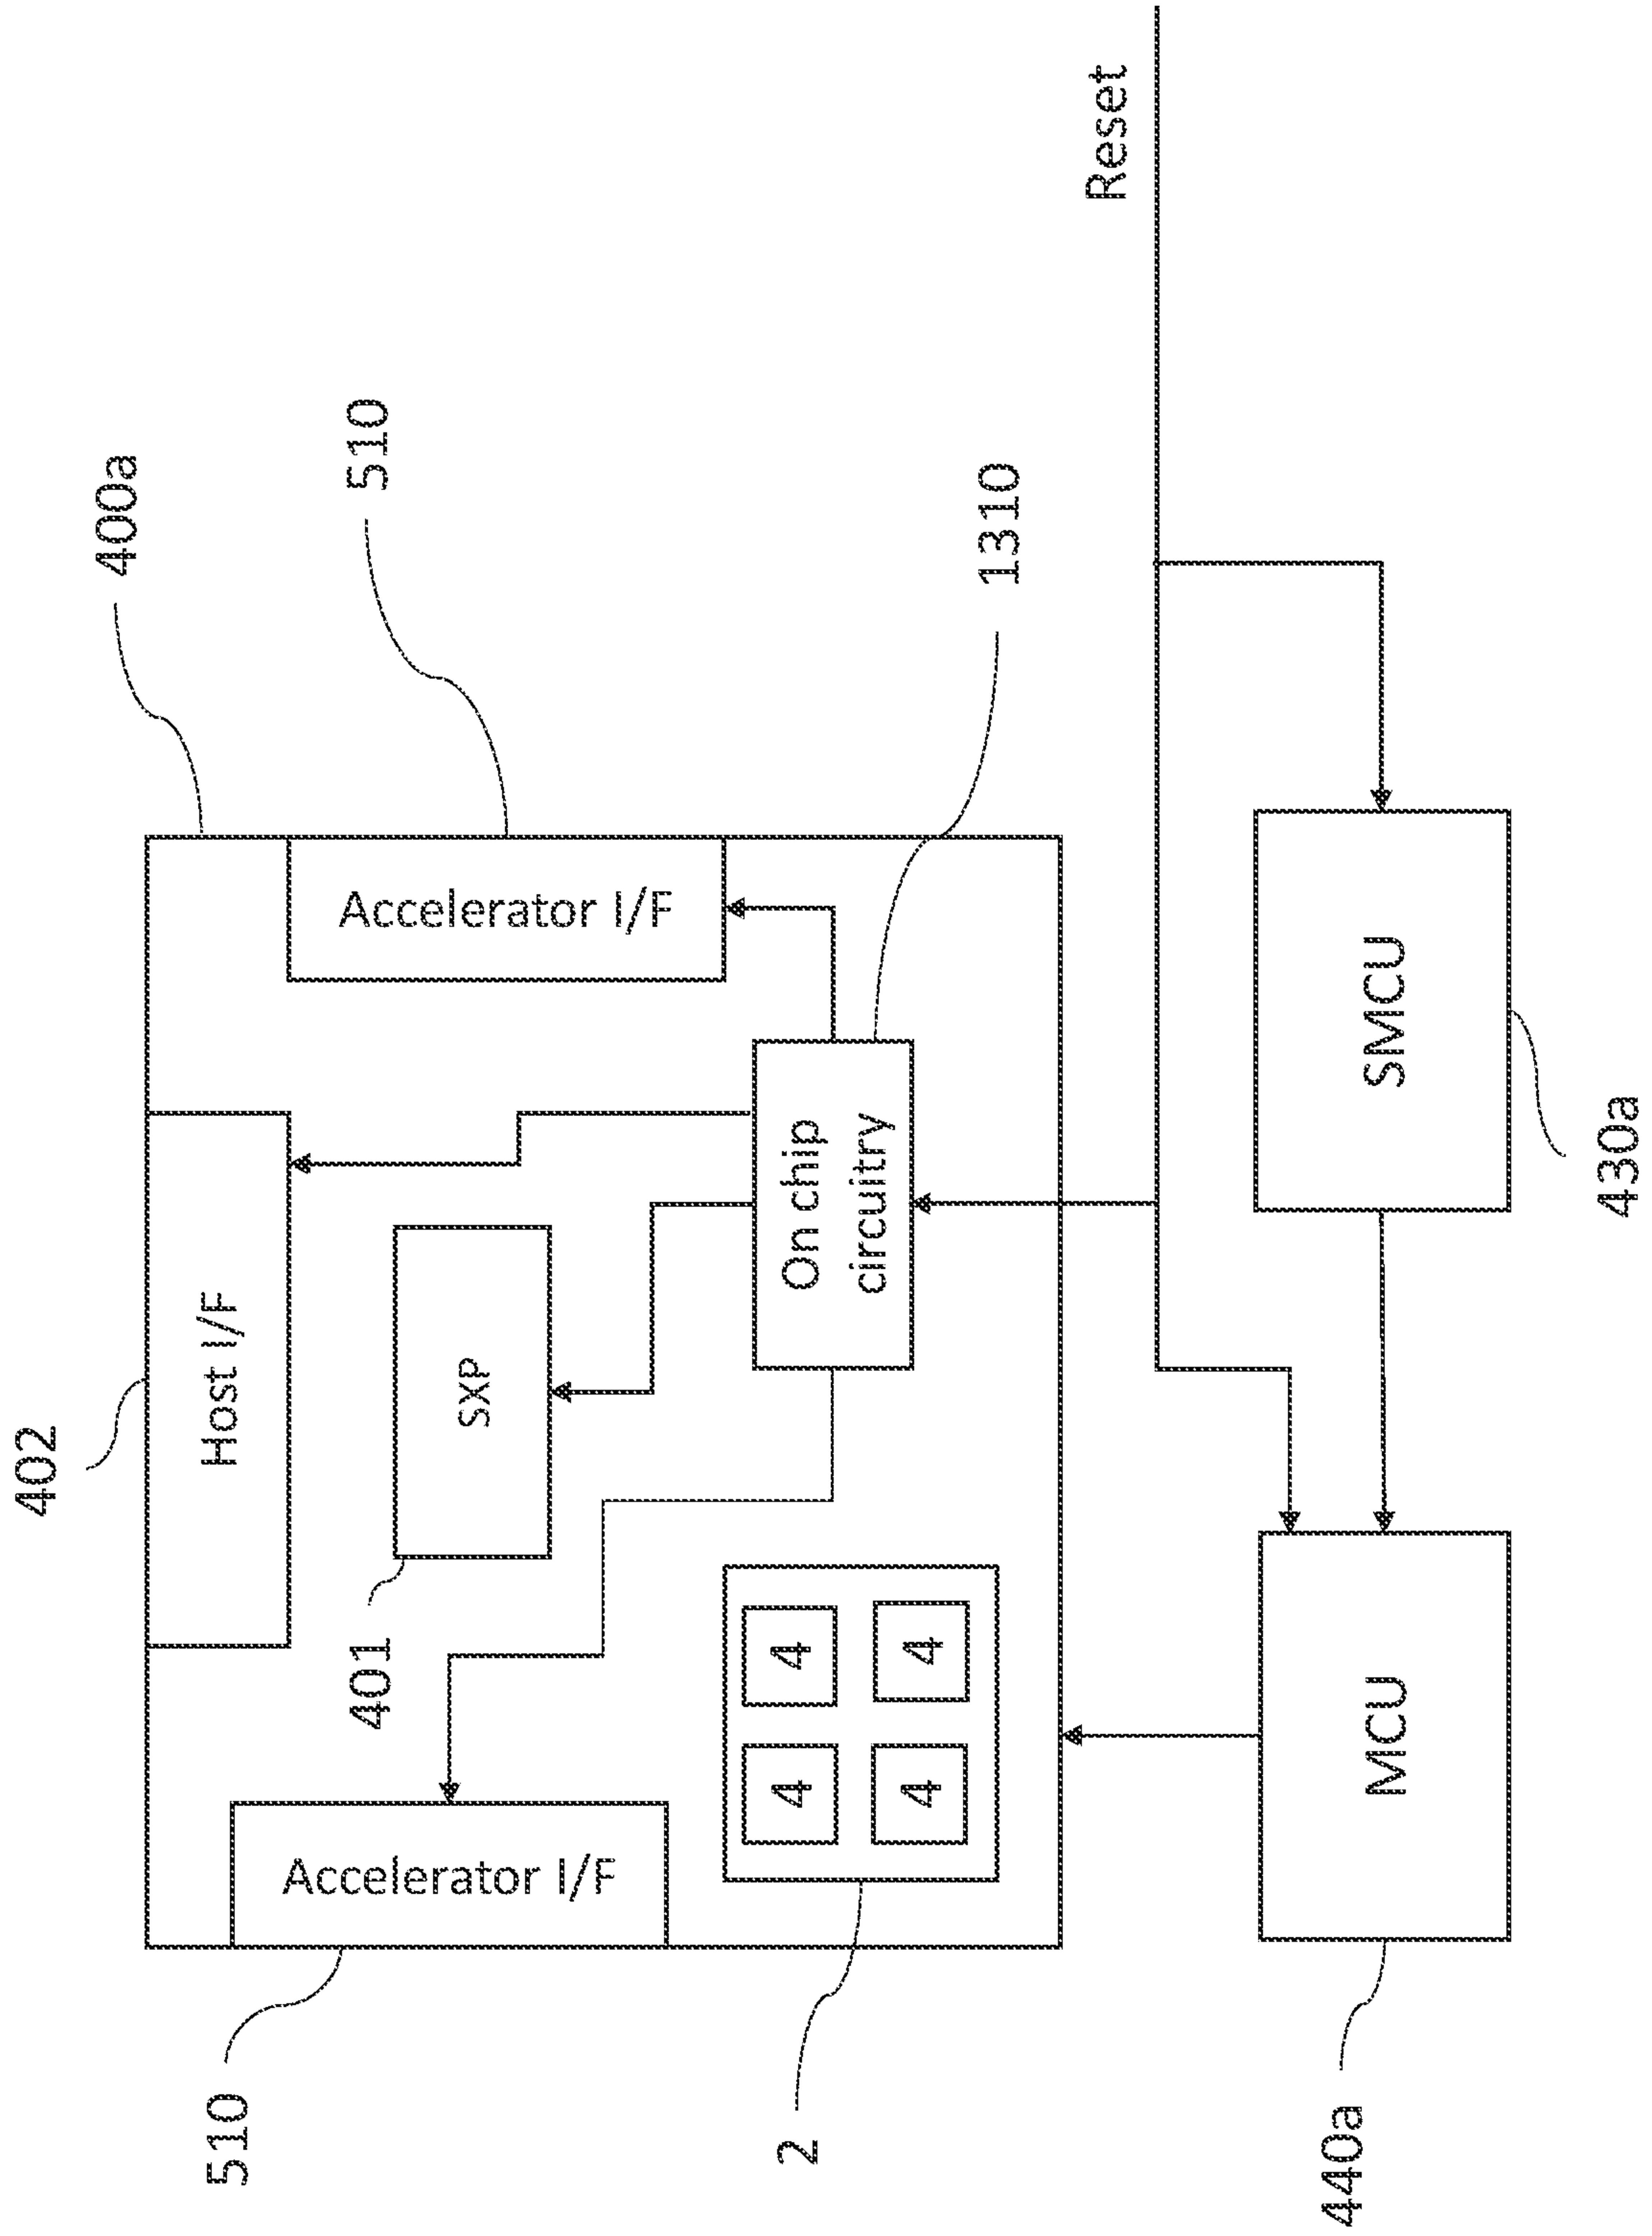 402
400a
Host I/F
510
510
401
Accelerator I/F
SXP
Accelerator I/F
2
4 4
On chip
circuitry
4 4
1310
Reset
440a
MCU
SMCU
430a